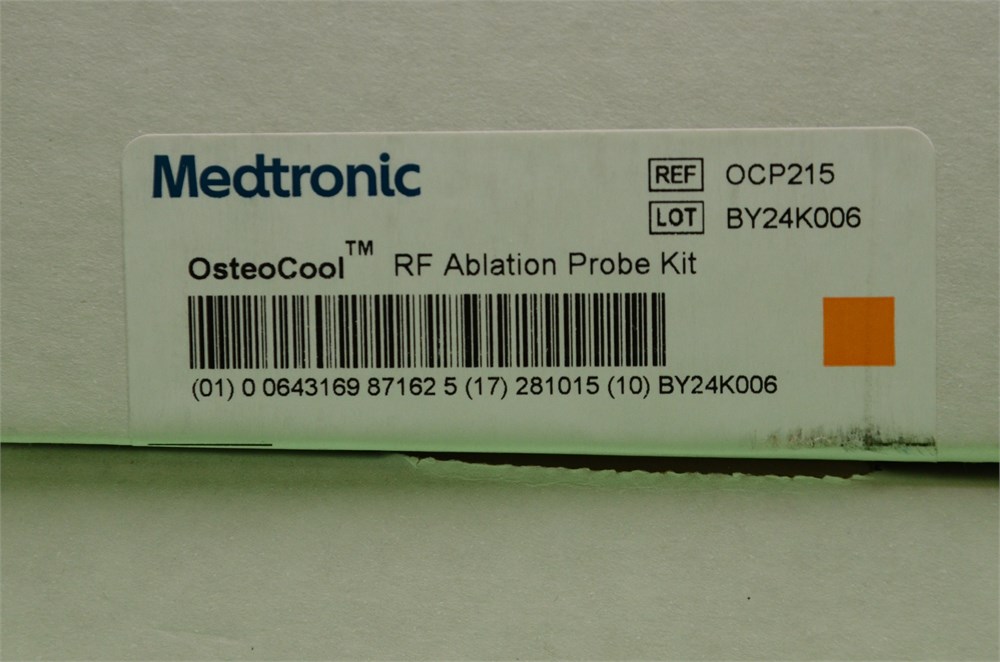 Medtronic
REF OCP215
LOT BY24K006
OsteoCool™ RF Ablation Probe Kit
(01) 0 0643169 87162 5 (17) 281015 (10) BY24K006